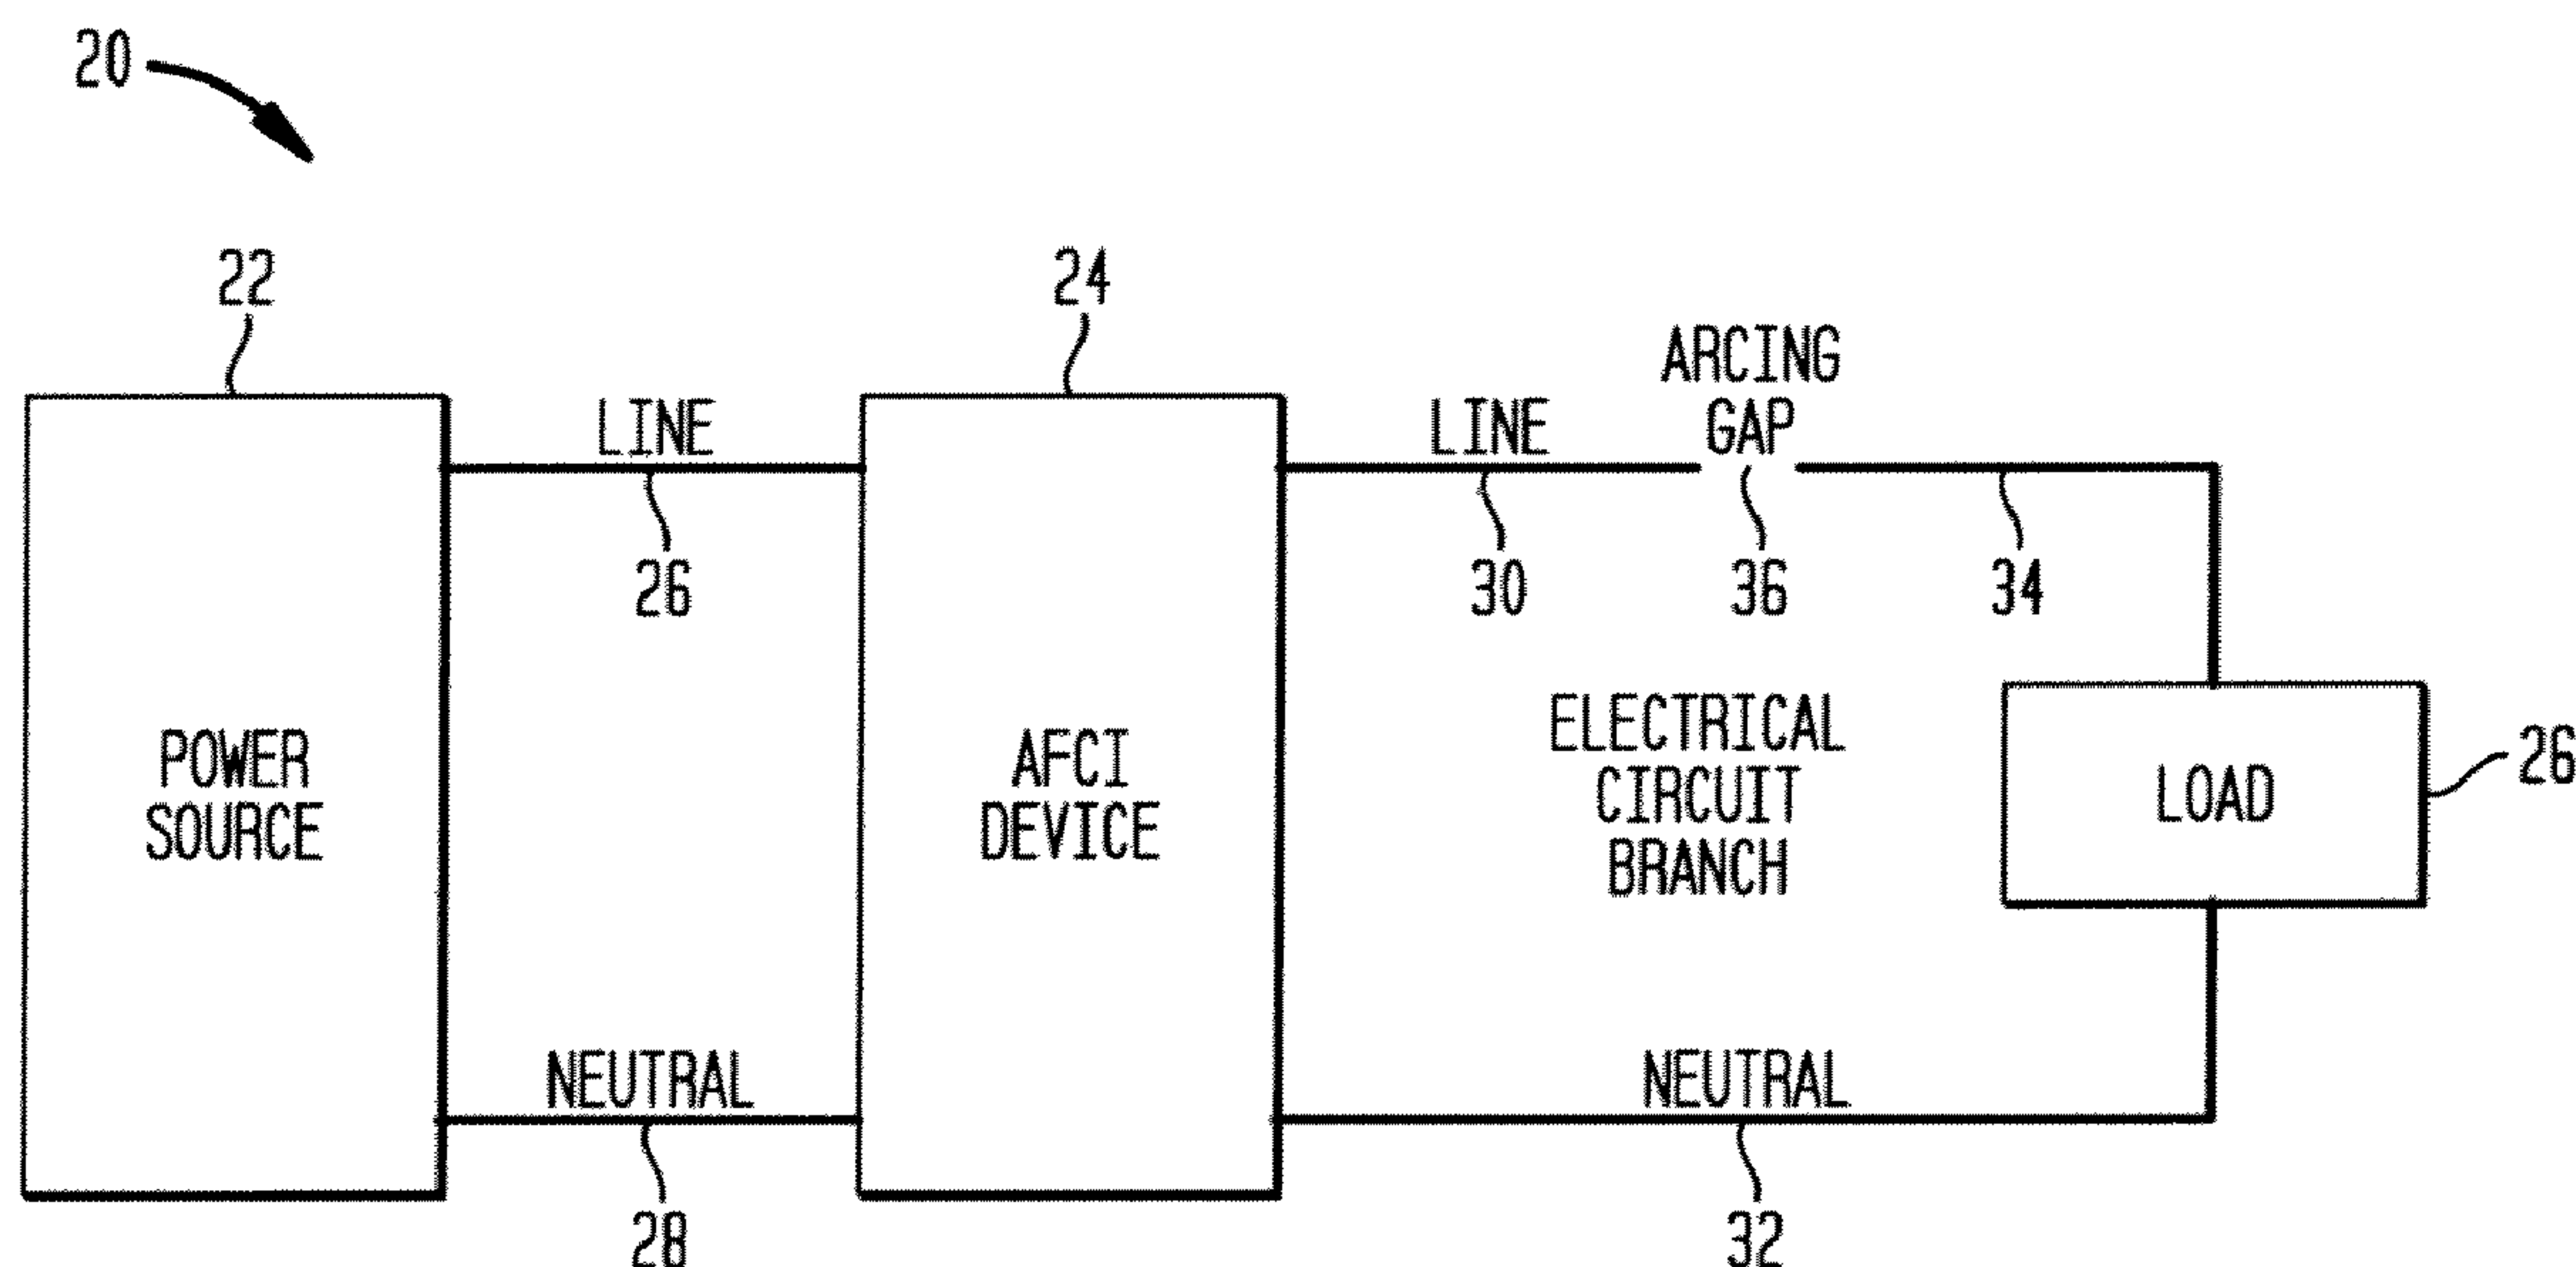 20
22
24
ARCING
GAP
LINE
LINE
26
30
36
34
POWER
SOURCE
AFCI
DEVICE
ELECTRICAL
CIRCUIT
BRANCH
LOAD
26
NEUTRAL
NEUTRAL
28
32